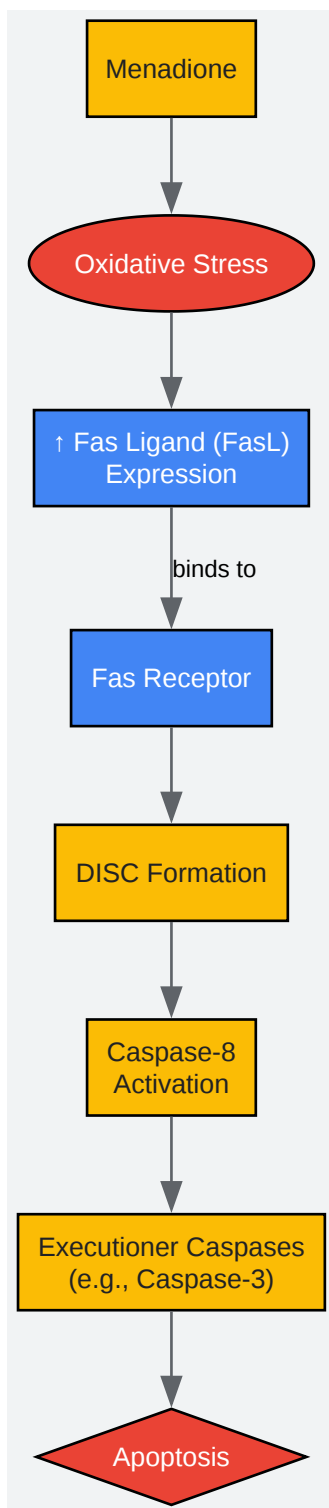 Menadione
Oxidative Stress
↑ Fas Ligand (FasL)
Expression
binds to
Fas Receptor
DISC Formation
Caspase-8
Activation
Executioner Caspases
(e.g., Caspase-3)
Apoptosis